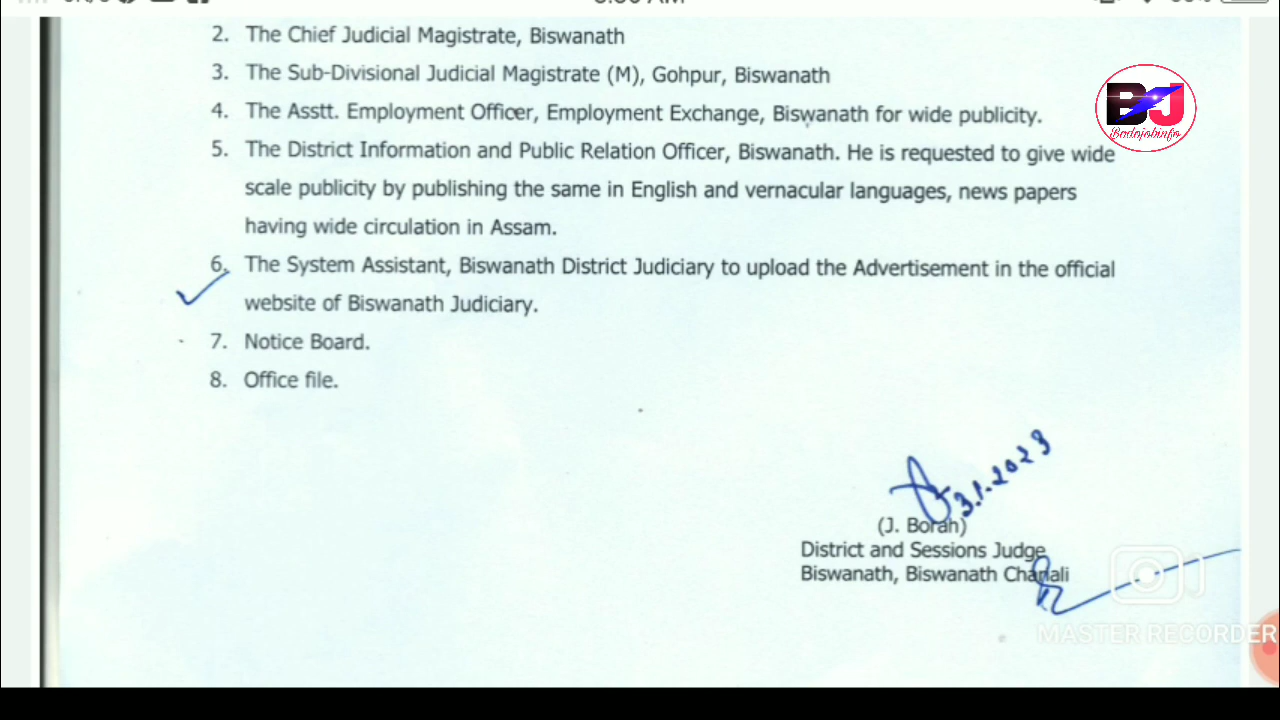 2. The Chief Judicial Magistrate, Biswanath
3. The Sub-Divisional Judicial Magistrate (M), Gohpur, Biswanath
4. The Asstt. Employment Officer, Employment Exchange, Biswanath for wide publicity.
5. The District Information and Public Relation Officer, Biswanath. He is requested to give wide
scale publicity by publishing the same in English and vernacular languages, news papers
having wide circulation in Assam.
6. The System Assistant, Biswanath District Judiciary to upload the Advertisement in the official
website of Biswanath Judiciary.
7. Notice Board.
8. Office file.
BJ
Badojobinfo
3.1.2023
(J. Borah)
District and Sessions Judge
Biswanath, Biswanath Chariali
MASTER RECORDER